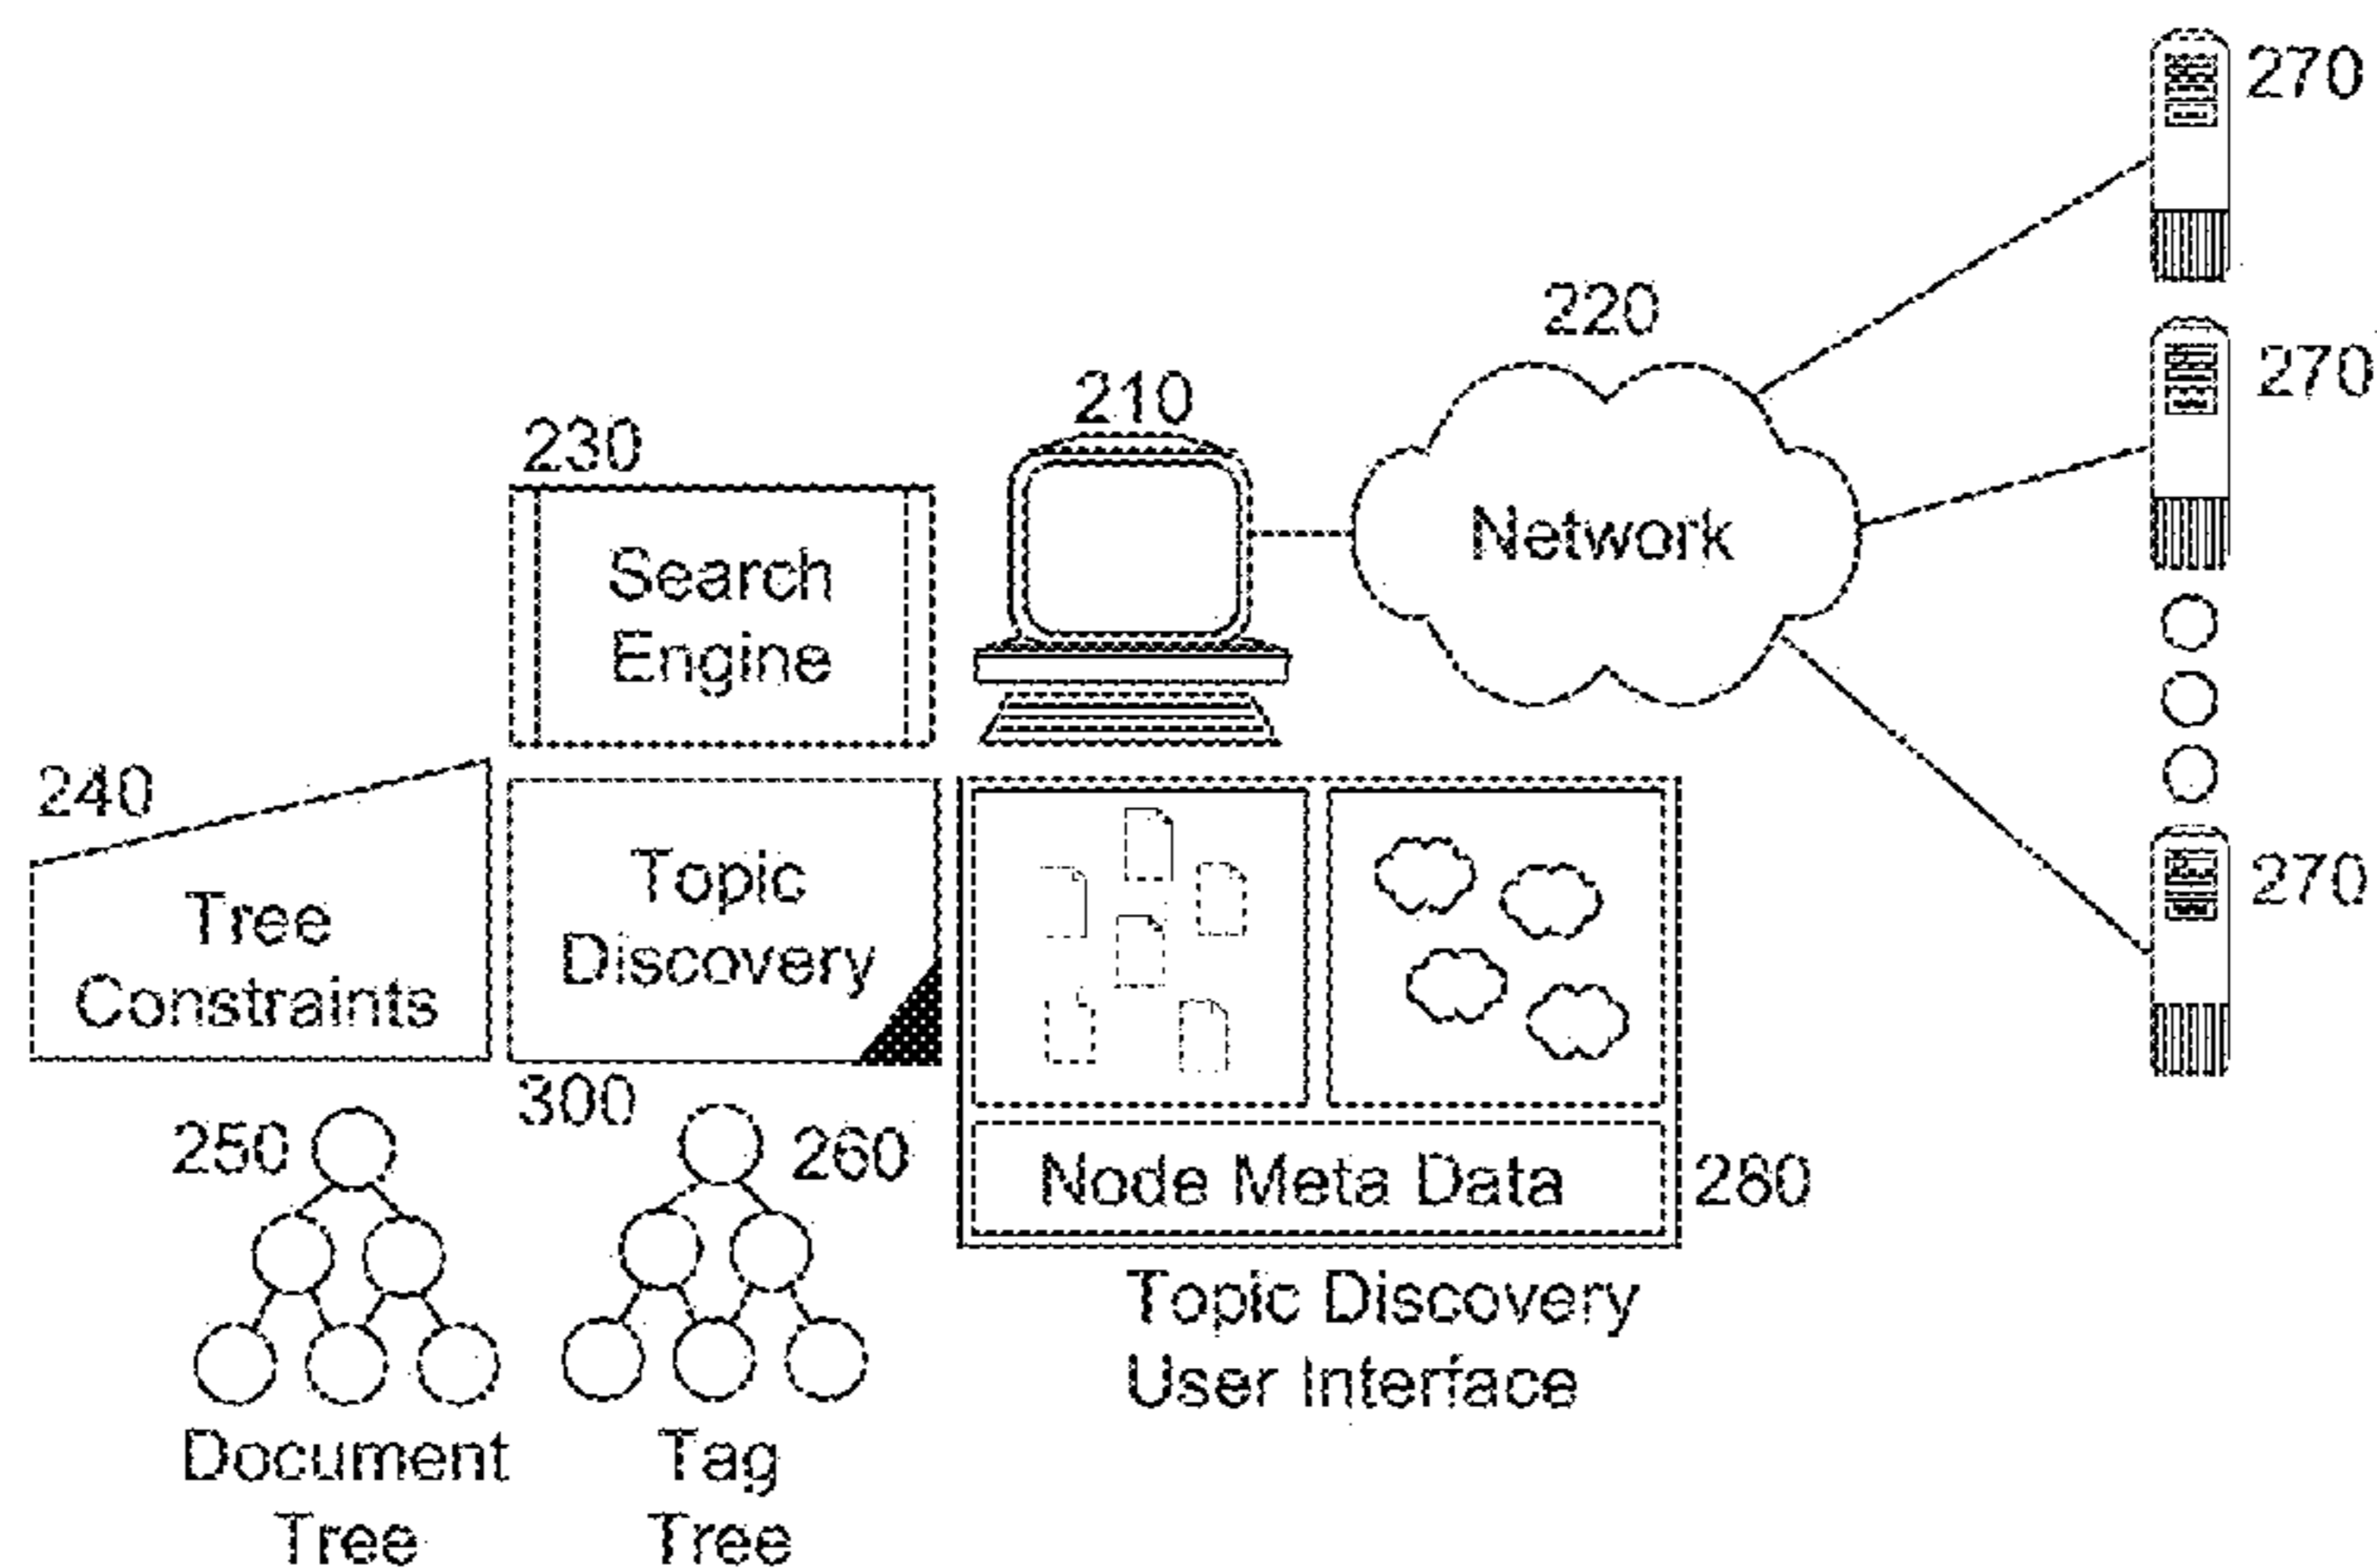 270
220
270
210
230
Search
Engine
Network
240
Tree
Constraints
Topic
Discovery
270
300
250
260
Node Meta Data
280
Topic Discovery
User Interface
Document
Tree
Tag
Tree